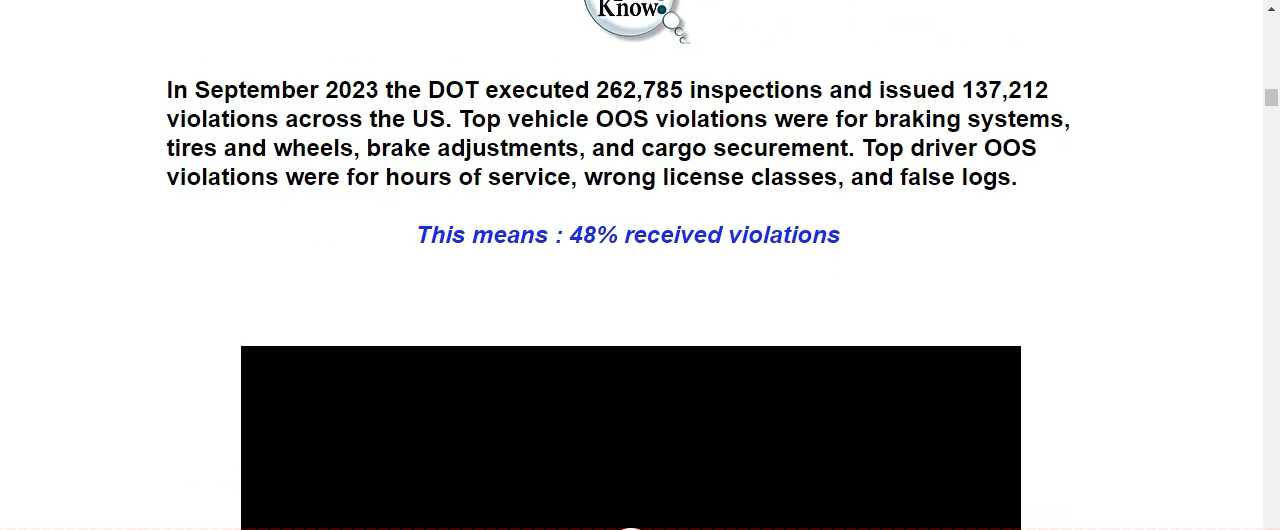 Know
In September 2023 the DOT executed 262,785 inspections and issued 137,212
violations across the US. Top vehicle OOS violations were for braking systems,
tires and wheels, brake adjustments, and cargo securement. Top driver OOS
violations were for hours of service, wrong license classes, and false logs.
This means : 48% received violations